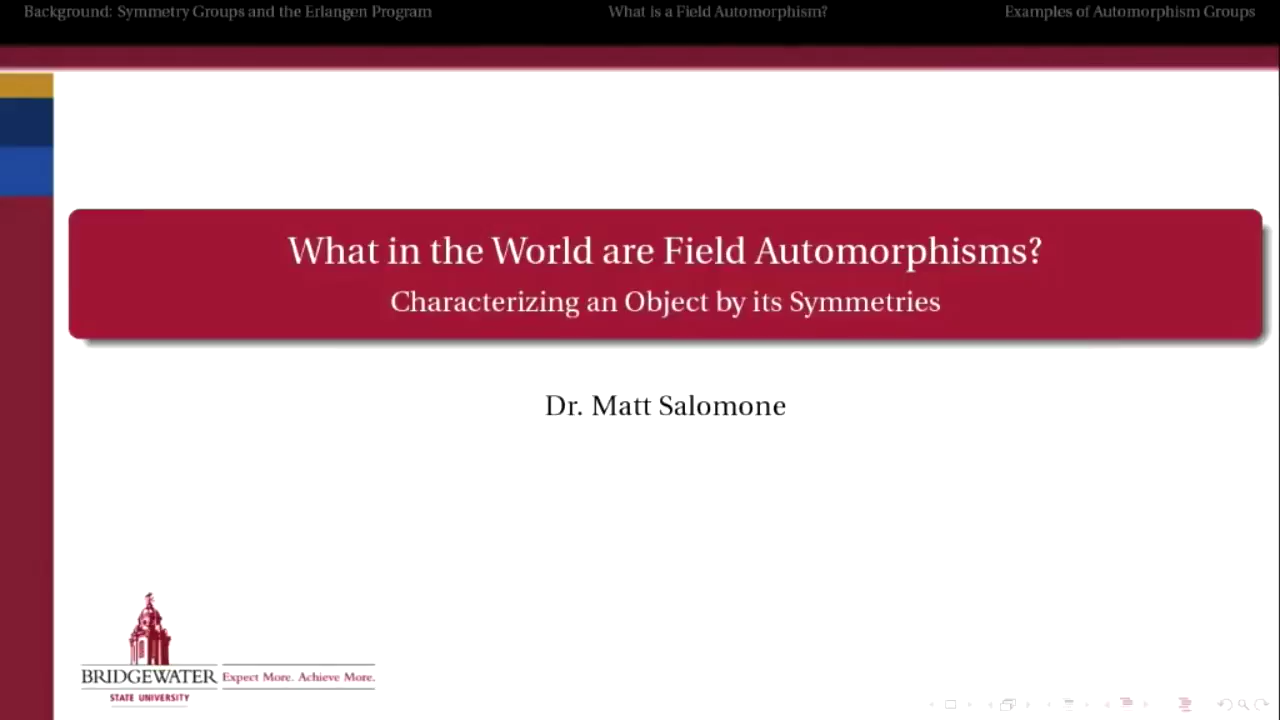 Background: Symmetry Groups and the Erlangen Program
What is a Field Automorphism?
Examples of Automorphism Groups
What in the World are Field Automorphisms?
Characterizing an Object by its Symmetries
Dr. Matt Salomone
BRIDGEWATER
STATE UNIVERSITY
Expect More. Achieve More.